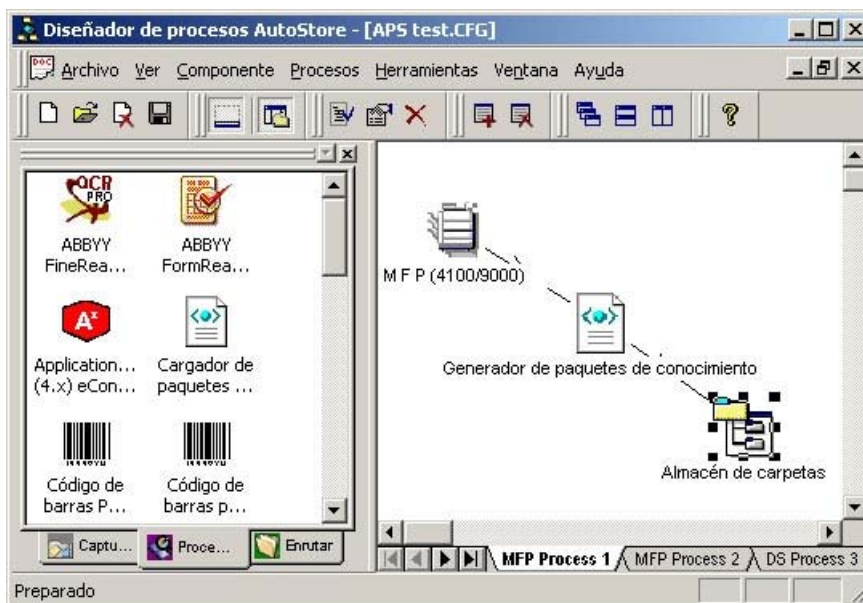 Diseñador de procesos AutoStore - [APS test.CFG]
Archivo Ver Componente Procesos Herramientas Ventana Ayuda
OCR
PRO
ABBYY
FineRea...
ABBYY
FormRea...
Application...
(4.x) eCon...
Cargador de
paquetes ...
Código de
barras P...
Código de
barras p...
Captu... Proce... Enrutar
M F P (4100/9000)
Generador de paquetes de conocimiento
Almacén de carpetas
MFP Process 1 MFP Process 2 DS Process 3
Preparado